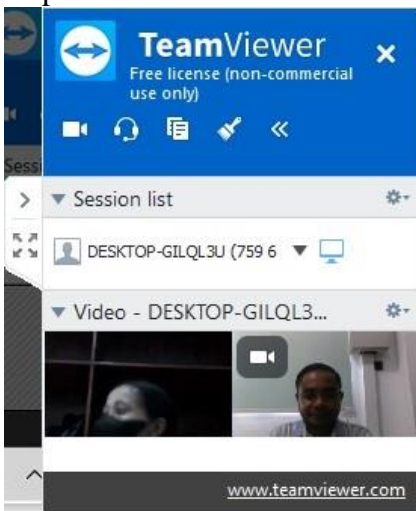 TeamViewer
Free license (non-commercial
use only)
Session list
DESKTOP-GILQL3U (759 6
Video - DESKTOP-GILQL3...
www.teamviewer.com